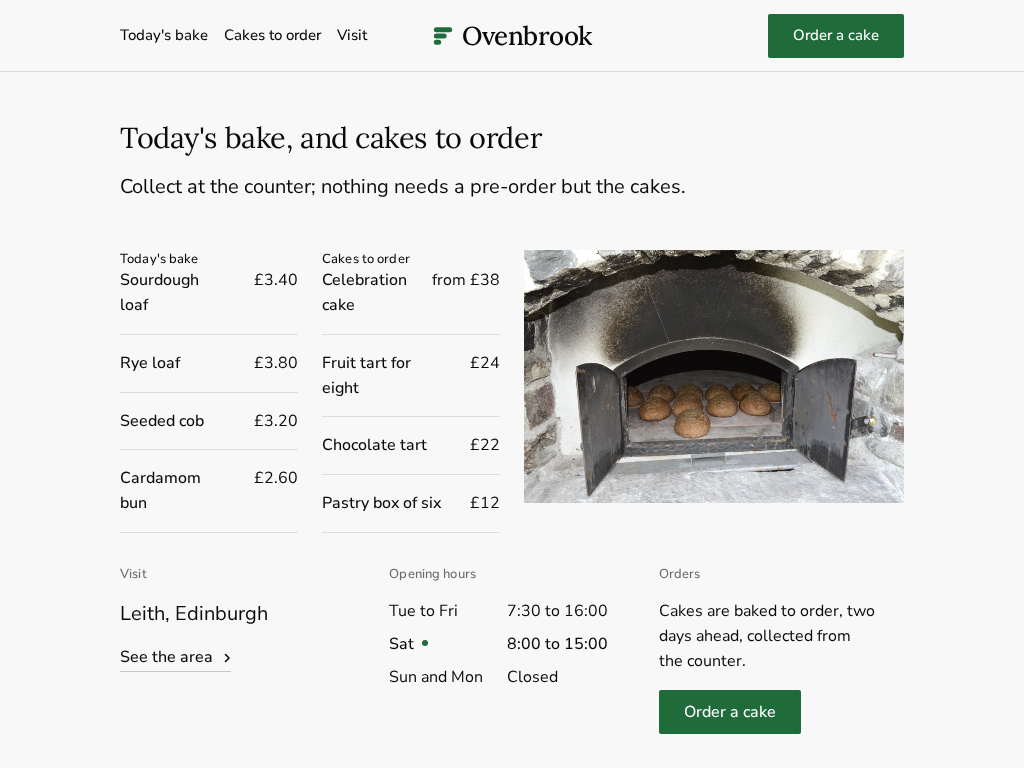 Today's bake Cakes to order Visit
Ovenbrook
Order a cake
Today's bake, and cakes to order
Collect at the counter; nothing needs a pre-order but the cakes.
Today's bake
Sourdough £3.40
loaf
Rye loaf £3.80
Seeded cob £3.20
Cardamom £2.60
bun
Cakes to order
Celebration from £38
cake
Fruit tart for £24
eight
Chocolate tart £22
Pastry box of six £12
Visit
Leith, Edinburgh
See the area
Opening hours
Tue to Fri 7:30 to 16:00
Sat 8:00 to 15:00
Sun and Mon Closed
Orders
Cakes are baked to order, two
days ahead, collected from
the counter.
Order a cake